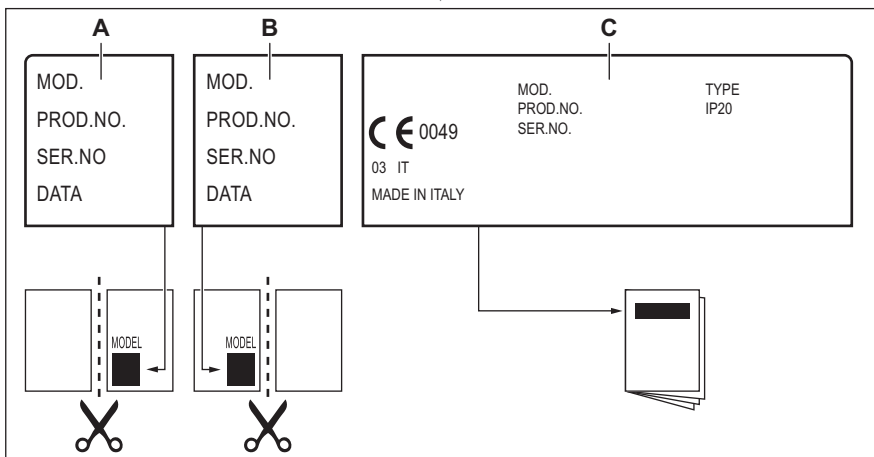 A
B
C
MOD.
PROD.NO.
SER.NO
DATA
MOD.
PROD.NO.
SER.NO
DATA
MOD.
PROD.NO.
SER.NO.
TYPE
IP20
CE 0049
03 IT
MADE IN ITALY
MODEL
MODEL